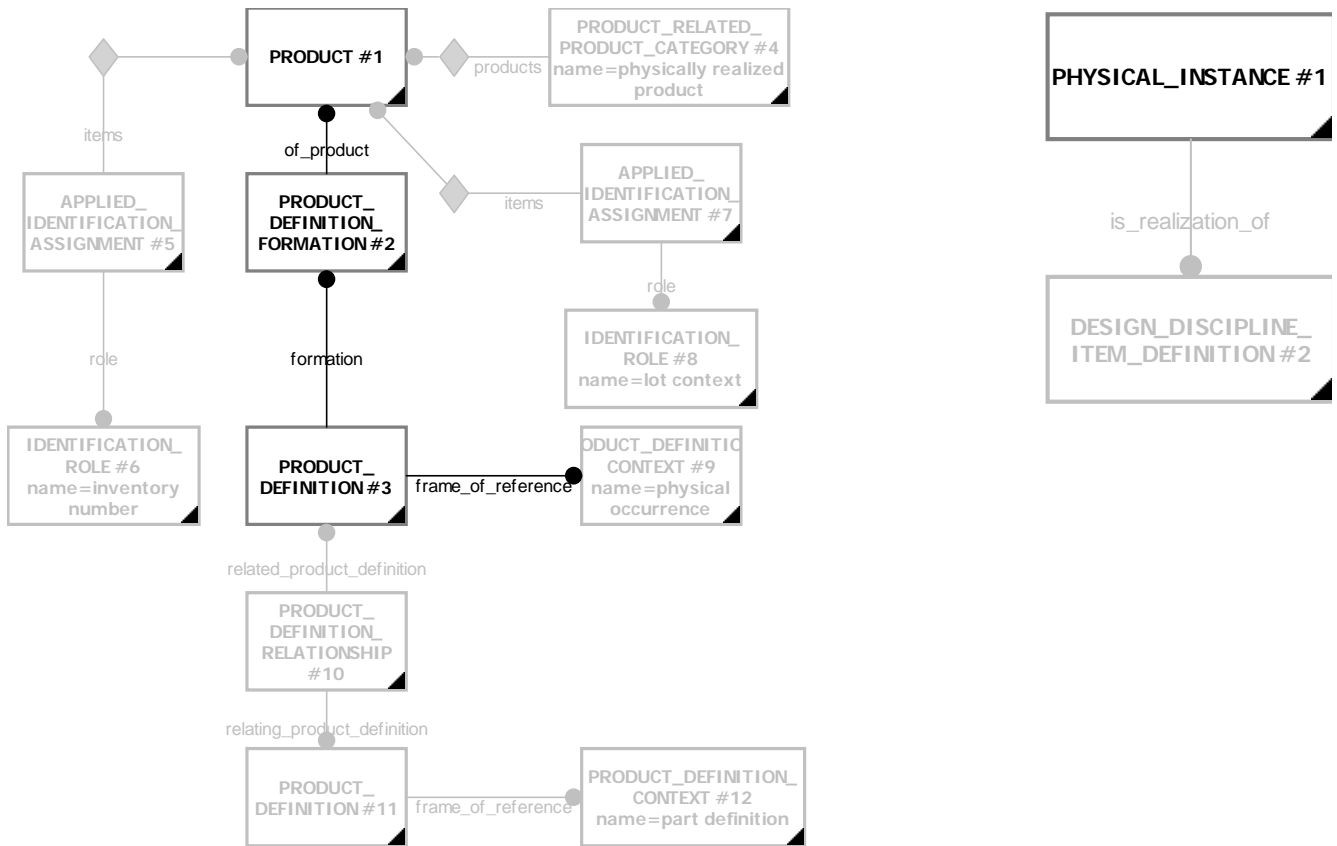 PRODUCT #1
products
PRODUCT_RELATED_
PRODUCT_CATEGORY #4
name=physically realized
product
items
of_product
APPLIED_
IDENTIFICATION_
ASSIGNMENT #5
PRODUCT_
DEFINITION_
FORMATION #2
items
APPLIED_
IDENTIFICATION_
ASSIGNMENT #7
role
formation
role
IDENTIFICATION_
ROLE #8
name=lot context
IDENTIFICATION_
ROLE #6
name=inventory
number
PRODUCT_
DEFINITION #3
frame_of_reference
ODUCT_DEFINITIO
CONTEXT #9
name=physical
occurrence
related_product_definition
PRODUCT_
DEFINITION_
RELATIONSHIP
#10
relating_product_definition
PRODUCT_
DEFINITION #11
frame_of_reference
PRODUCT_DEFINITION_
CONTEXT #12
name=part definition
PHYSICAL_INSTANCE #1
is_realization_of
DESIGN_DISCIPLINE_
ITEM_DEFINITION #2